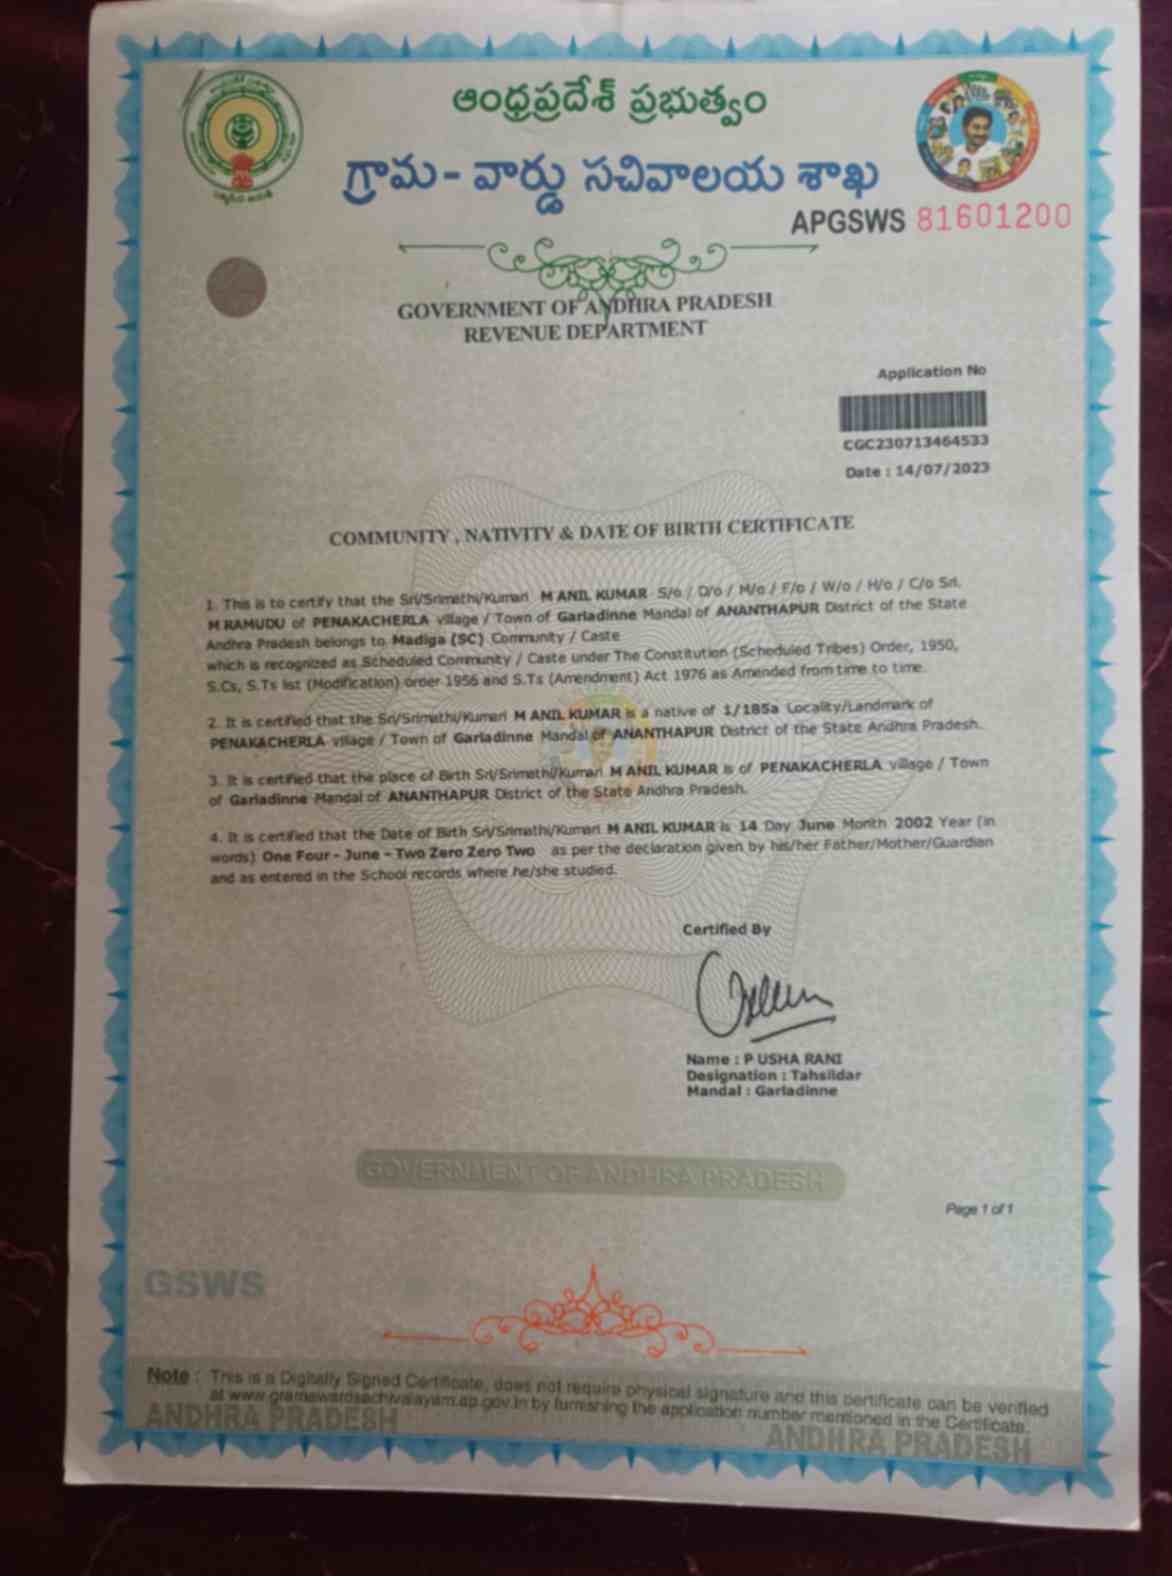 ఆంధ్రప్రదేశ్ ప్రభుత్వం
గ్రామ - వార్డు సచివాలయ శాఖ
APGSWS 81601200
GOVERNMENT OF ANDHRA PRADESH
REVENUE DEPARTMENT
Application No
CGC230713464533
Date : 14/07/2023
COMMUNITY , NATIVITY & DATE OF BIRTH CERTIFICATE
1. This is to certify that the Sri/Srimathi/Kumari M ANIL KUMAR S/o / D/o / M/o / F/o / W/o / H/o / C/o Sri.
M RAMUDU of PENAKACHERLA village / Town of Garladinne Mandal of ANANTHAPUR District of the State
Andhra Pradesh belongs to Madiga (SC) Community / Caste
which is recognized as Scheduled Community / Caste under The Constitution (Scheduled Tribes) Order, 1950,
S.Cs, S.Ts list (Modification) order 1956 and S.Ts (Amendment) Act 1976 as Amended from time to time.
2. It is certified that the Sri/Srimathi/Kumari M ANIL KUMAR is a native of 1/185a Locality/Landmark of
PENAKACHERLA village / Town of Garladinne Mandal of ANANTHAPUR District of the State Andhra Pradesh.
3. It is certified that the place of Birth Sri/Srimathi/Kumari M ANIL KUMAR is of PENAKACHERLA village / Town
of Garladinne Mandal of ANANTHAPUR District of the State Andhra Pradesh.
4. It is certified that the Date of Birth Sri/Srimathi/Kumari M ANIL KUMAR is 14 Day June Month 2002 Year (in
words) One Four - June - Two Zero Zero Two as per the declaration given by his/her Father/Mother/Guardian
and as entered in the School records where he/she studied.
Certified By
Name : P USHA RANI
Designation : Tahsildar
Mandal : Garladinne
GOVERNMENT OF ANDHRA PRADESH
Page 1 of 1
GSWS
Note : This is a Digitally Signed Certificate, does not require physical signature and this certificate can be verified
at www.gramawardsachivalayam.ap.gov.in by furnishing the application number mentioned in the Certificate.
ANDHRA PRADESH
ANDHRA PRADESH